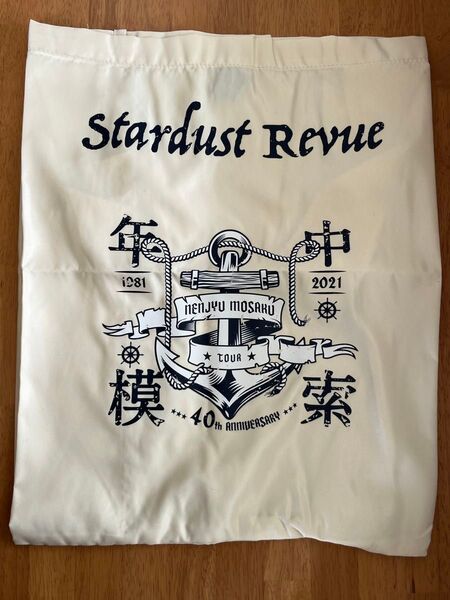 Stardust Revue
年中
1981 2021
NENJYU MOSAKU
TOUR
模索
40th ANNIVERSARY